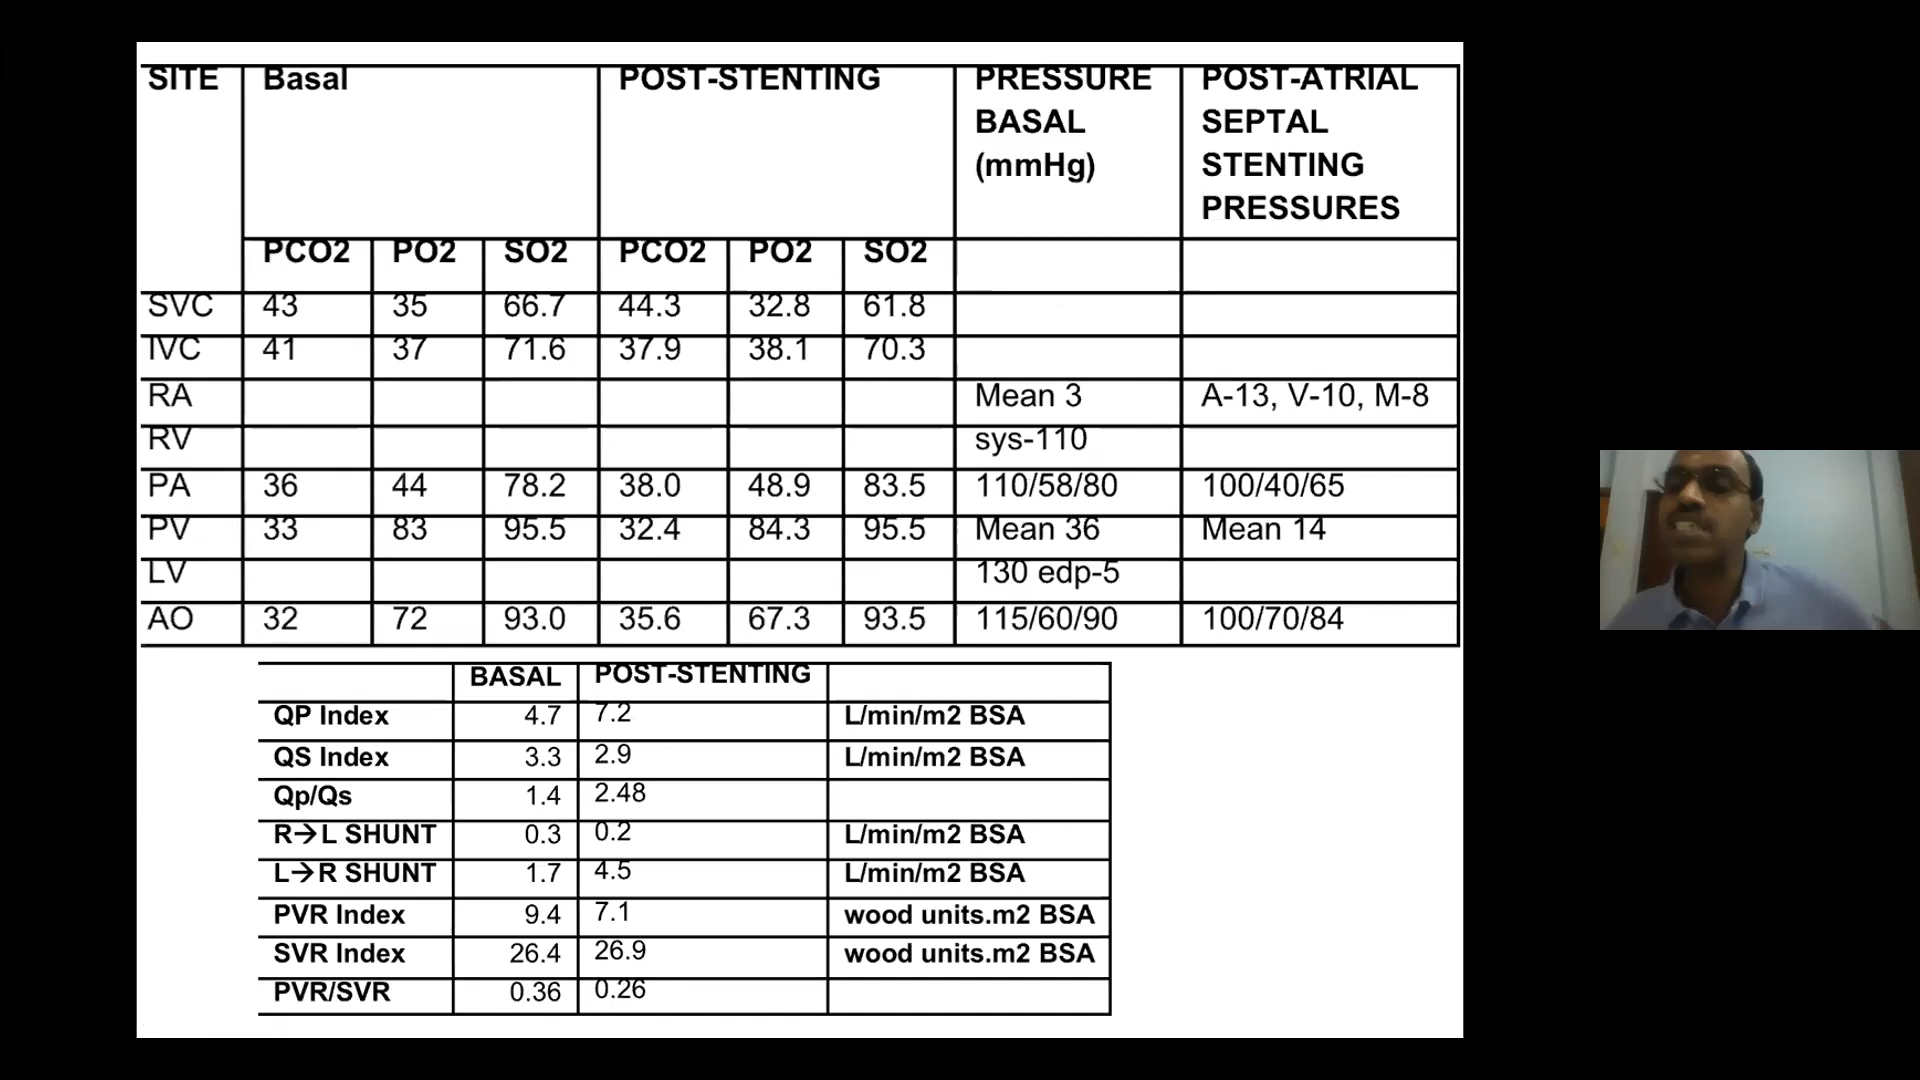 SITE Basal POST-STENTING PRESSURE BASAL (mmHg) POST-ATRIAL SEPTAL STENTING PRESSURES
PCO2 PO2 SO2 PCO2 PO2 SO2
SVC 43 35 66.7 44.3 32.8 61.8
IVC 41 37 71.6 37.9 38.1 70.3
RA Mean 3 A-13, V-10, M-8
RV sys-110
PA 36 44 78.2 38.0 48.9 83.5 110/58/80 100/40/65
PV 33 83 95.5 32.4 84.3 95.5 Mean 36 Mean 14
LV 130 edp-5
AO 32 72 93.0 35.6 67.3 93.5 115/60/90 100/70/84
BASAL POST-STENTING
QP Index 4.7 7.2 L/min/m2 BSA
QS Index 3.3 2.9 L/min/m2 BSA
Qp/Qs 1.4 2.48
R→L SHUNT 0.3 0.2 L/min/m2 BSA
L→R SHUNT 1.7 4.5 L/min/m2 BSA
PVR Index 9.4 7.1 wood units.m2 BSA
SVR Index 26.4 26.9 wood units.m2 BSA
PVR/SVR 0.36 0.26